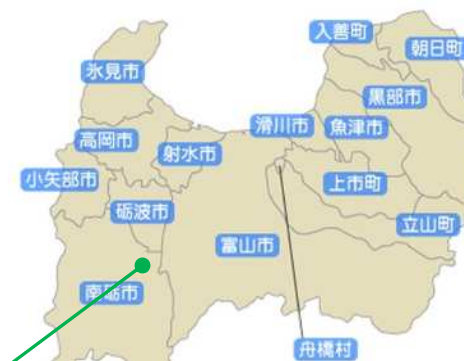 入善町
朝日町
氷見市
黒部市
滑川市
魚津市
高岡市
射水市
小矢部市
上市町
砺波市
立山町
富山市
南砺市
舟橋村